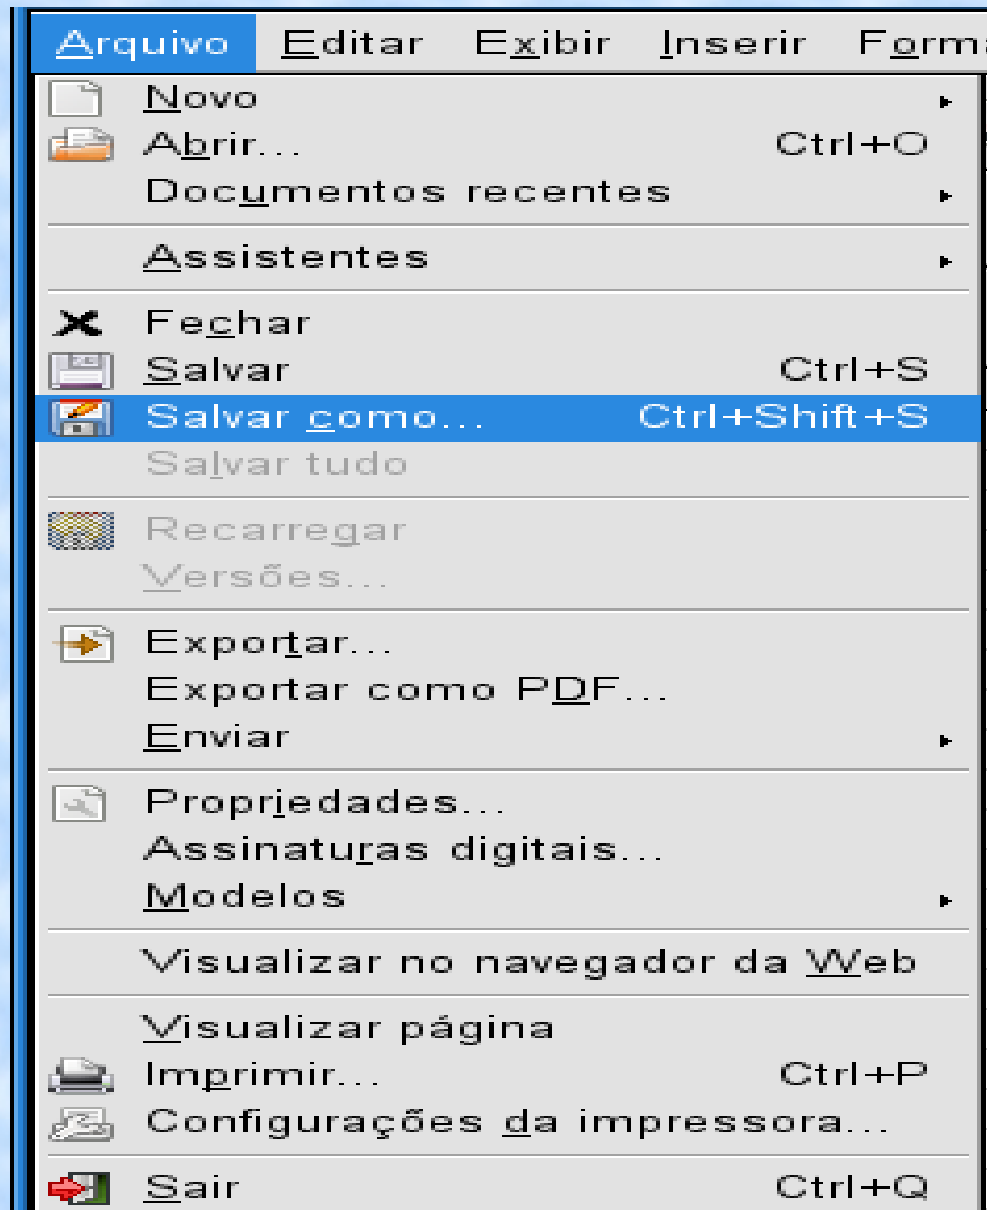 Arquivo Editar Exibir Inserir Form
Novo
Abrir... Ctrl+O
Documentos recentes
Assistentes
Fechar
Salvar Ctrl+S
Salvar como... Ctrl+Shift+S
Salvar tudo
Recarregar
Versões...
Exportar...
Exportar como PDF...
Enviar
Propriedades...
Assinaturas digitais...
Modelos
Visualizar no navegador da Web
Visualizar página
Imprimir... Ctrl+P
Configurações da impressora...
Sair Ctrl+Q